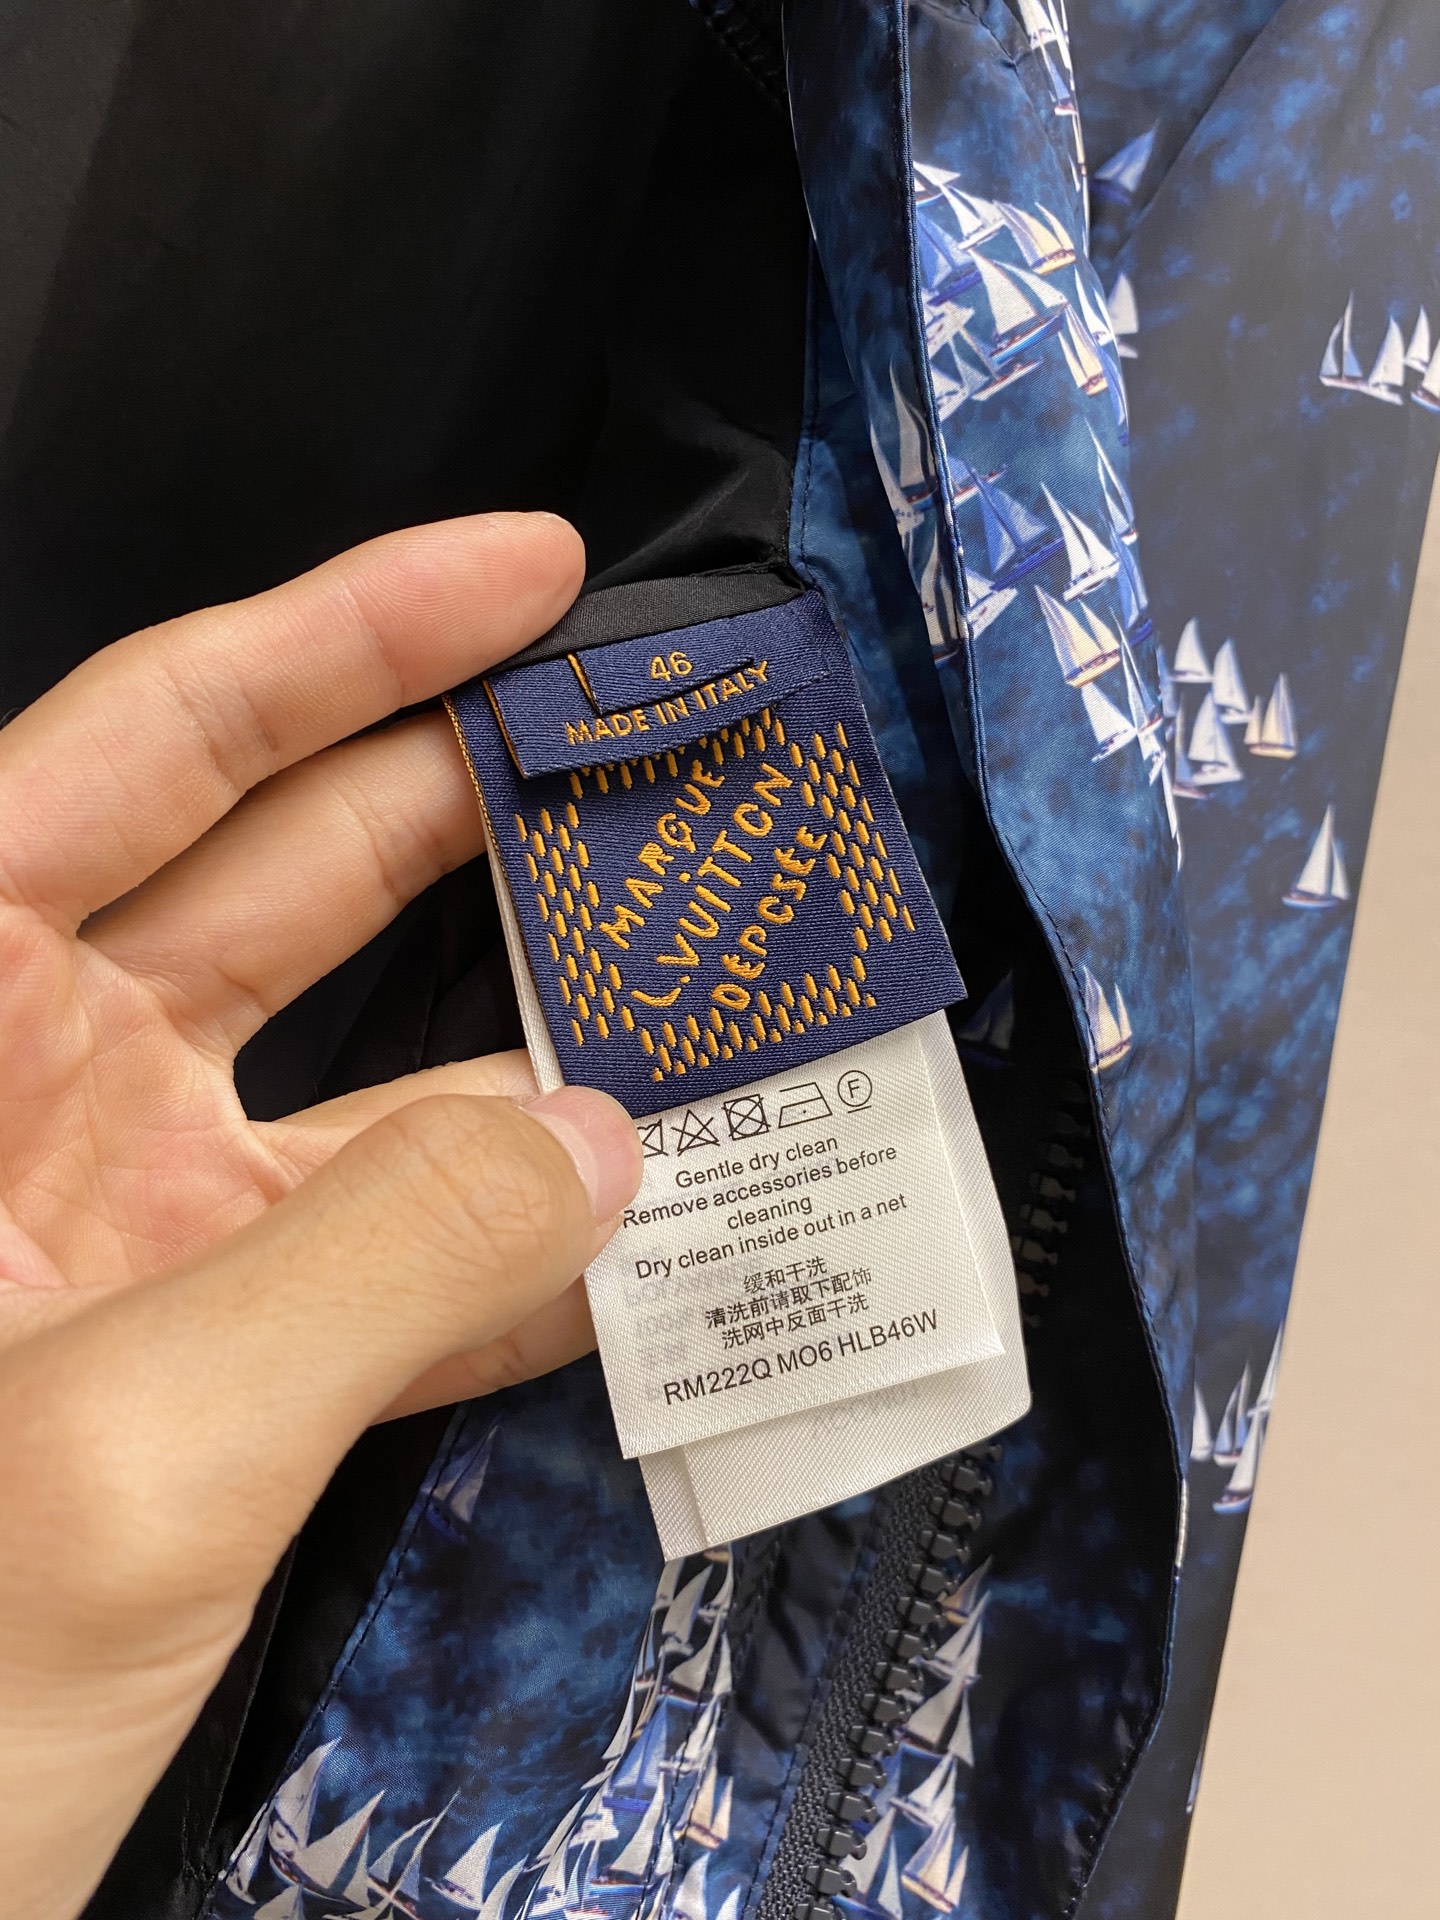 46
MADE IN ITALY
MARQUE
L.VUITTON
DEPOSÉE
F
Gentle dry clean
Remove accessories before
cleaning
Dry clean inside out in a net
缓和干洗
清洗前请取下配饰
洗网中反面干洗
RM222Q MO6 HLB46W